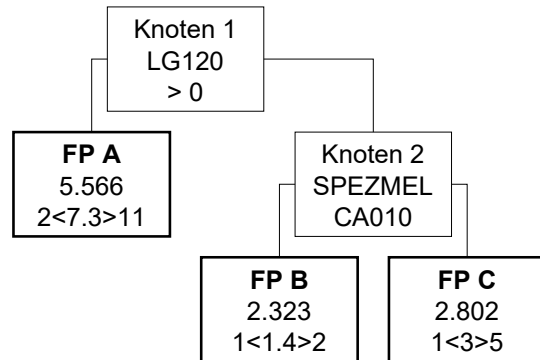 Knoten 1
LG120
> 0
FP A
5.566
2<7.3>11
Knoten 2
SPEZMEL
CA010
FP B
2.323
1<1.4>2
FP C
2.802
1<3>5